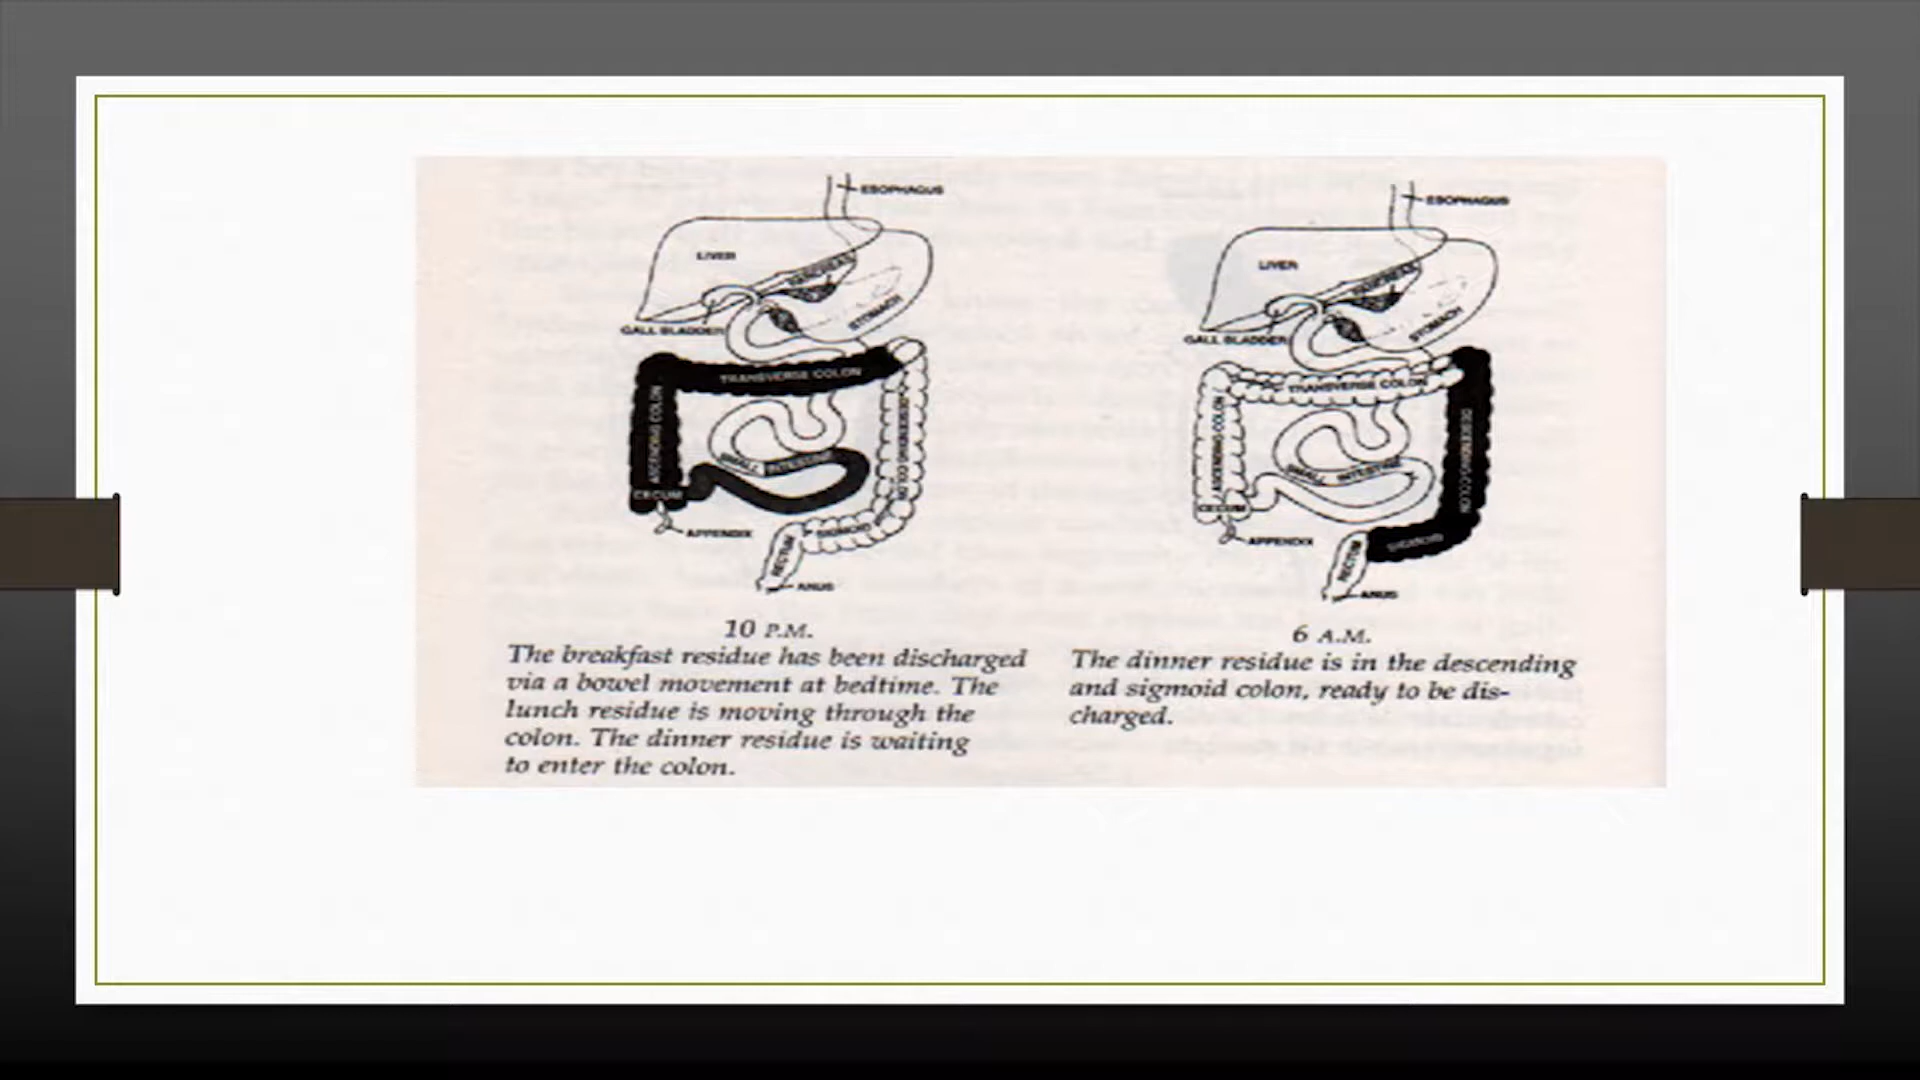 ESOPHAGUS
LIVER
PANCREAS
STOMACH
GALL BLADDER
TRANSVERSE COLON
ASCENDING COLON
DESCENDING COLON
SMALL INTESTINE
CECUM
APPENDIX
SIGMOID
RECTUM
ANUS
10 P.M.
The breakfast residue has been discharged
via a bowel movement at bedtime. The
lunch residue is moving through the
colon. The dinner residue is waiting
to enter the colon.
ESOPHAGUS
LIVER
PANCREAS
STOMACH
GALL BLADDER
TRANSVERSE COLON
ASCENDING COLON
DESCENDING COLON
SMALL INTESTINE
CECUM
APPENDIX
SIGMOID
RECTUM
ANUS
6 A.M.
The dinner residue is in the descending
and sigmoid colon, ready to be dis-
charged.